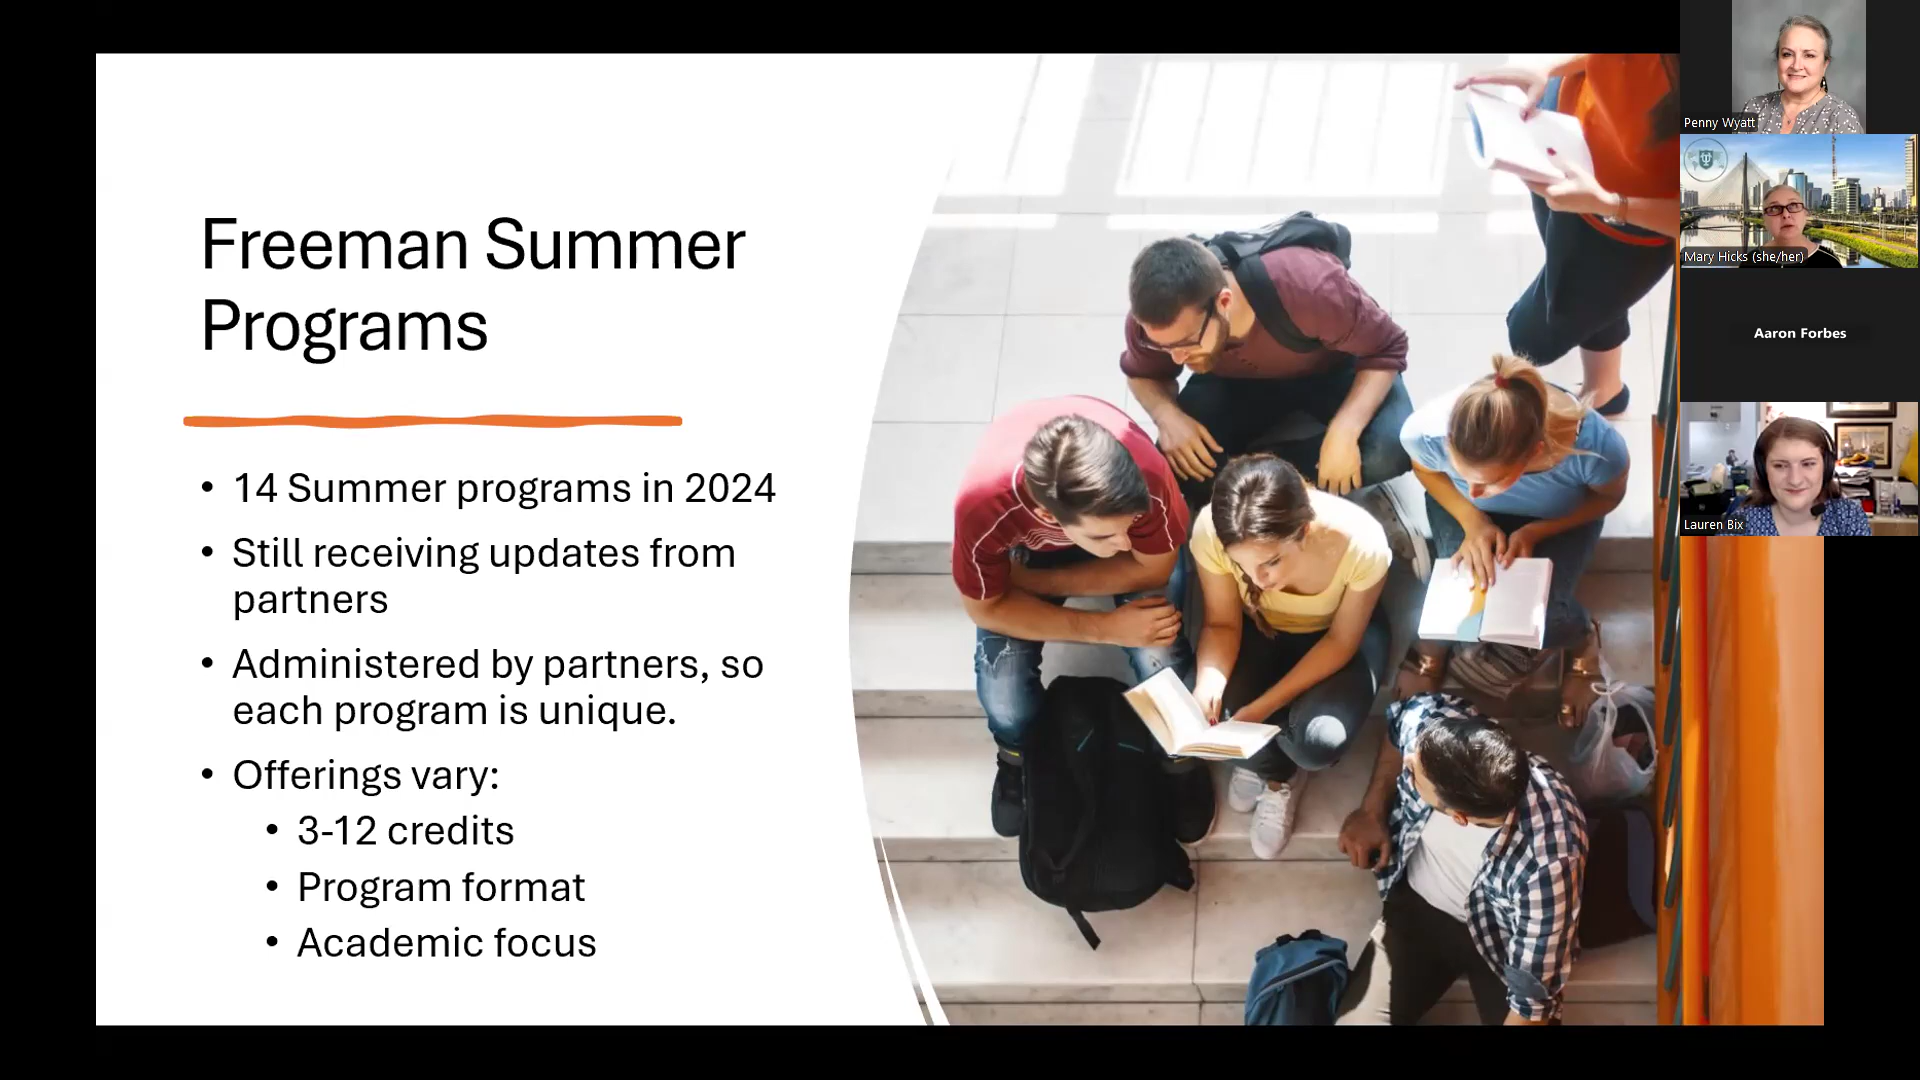 Freeman Summer
Programs
• 14 Summer programs in 2024
• Still receiving updates from
partners
• Administered by partners, so
each program is unique.
• Offerings vary:
• 3-12 credits
• Program format
• Academic focus
Penny Wyatt
Mary Hicks (she/her)
Aaron Forbes
Lauren Bix